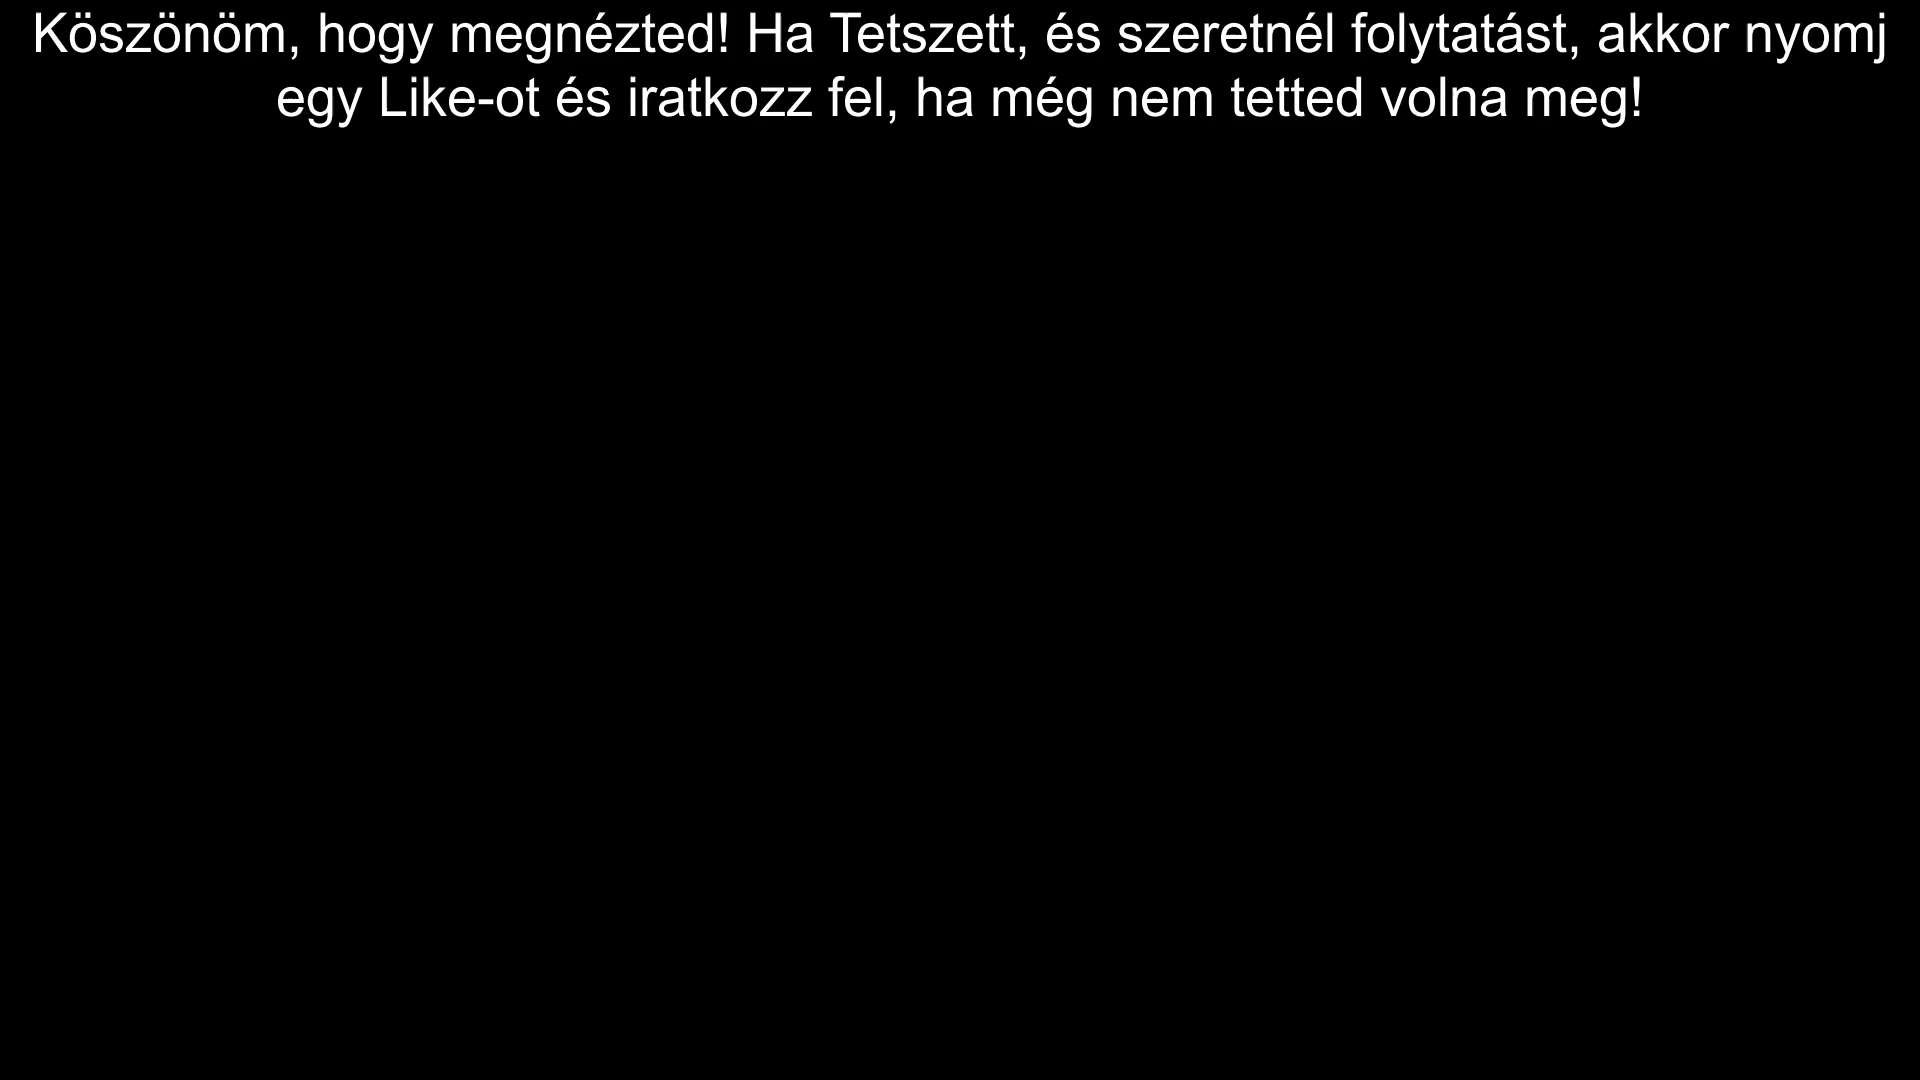 Köszönöm, hogy megnézted! Ha Tetszett, és szeretnél folytatást, akkor nyomj
egy Like-ot és iratkozz fel, ha még nem tetted volna meg!